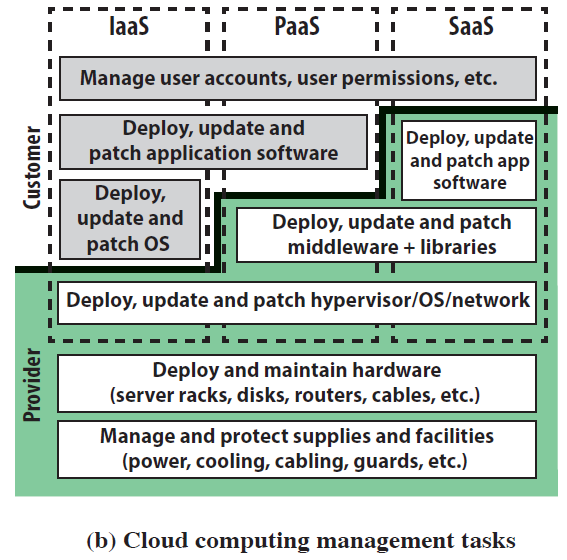 IaaS
PaaS
SaaS
Customer
Manage user accounts, user permissions, etc.
Deploy, update and
patch application software
Deploy, update
and patch app
software
Deploy,
update and
patch OS
Deploy, update and patch
middleware + libraries
Deploy, update and patch hypervisor/OS/network
Provider
Deploy and maintain hardware
(server racks, disks, routers, cables, etc.)
Manage and protect supplies and facilities
(power, cooling, cabling, guards, etc.)
(b) Cloud computing management tasks